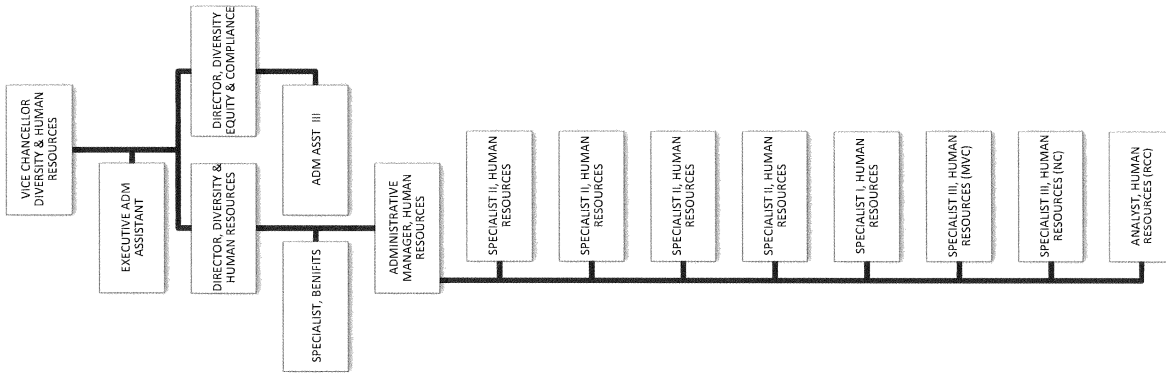 VICE CHANCELLOR
DIVERSITY & HUMAN
RESOURCES
EXECUTIVE ADM
ASSISTANT
DIRECTOR, DIVERSITY &
HUMAN RESOURCES
DIRECTOR, DIVERSITY
EQUITY & COMPLIANCE
SPECIALIST, BENIFITS
ADM ASST III
ADMINISTRATIVE
MANAGER, HUMAN
RESOURCES
SPECIALIST II, HUMAN
RESOURCES
SPECIALIST II, HUMAN
RESOURCES
SPECIALIST II, HUMAN
RESOURCES
SPECIALIST II, HUMAN
RESOURCES
SPECIALIST I, HUMAN
RESOURCES
SPECIALIST III, HUMAN
RESOURCES (MVC)
SPECIALIST III, HUMAN
RESOURCES (NC)
ANALYST, HUMAN
RESOURCES (RCC)